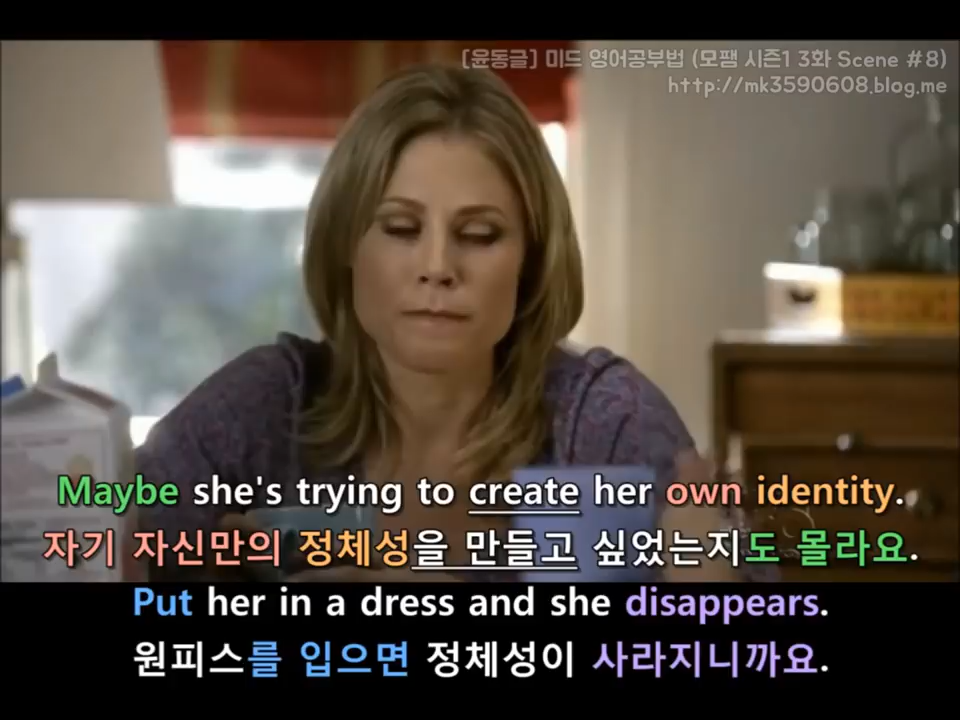 [윤동글] 미드 영어공부법 (모팸 시즌1 3화 Scene #8)
http://mk3590608.blog.me
Maybe she's trying to create her own identity.
자기 자신만의 정체성을 만들고 싶었는지도 몰라요.
Put her in a dress and she disappears.
원피스를 입으면 정체성이 사라지니까요.